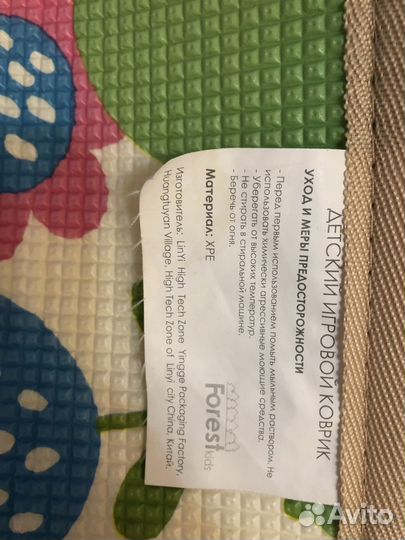 ДЕТСКИЙ ИГРОВОЙ КОВРИК
УХОД И МЕРЫ ПРЕДОСТОРОЖНОСТИ
- Перед первым использованием помыть мыльным раствором. Не
использовать химически агрессивные моющие средства.
- Уберегать от высоких температур.
- Не стирать в стиральной машине.
- Беречь от огня.
Материал: XPE
Forest
kids
Изготовитель: LinYi High Tech Zone Yingge Packaging Factory,
Huangtuyan Village, High Tech Zone of Linyi city China, Китай.
Avito